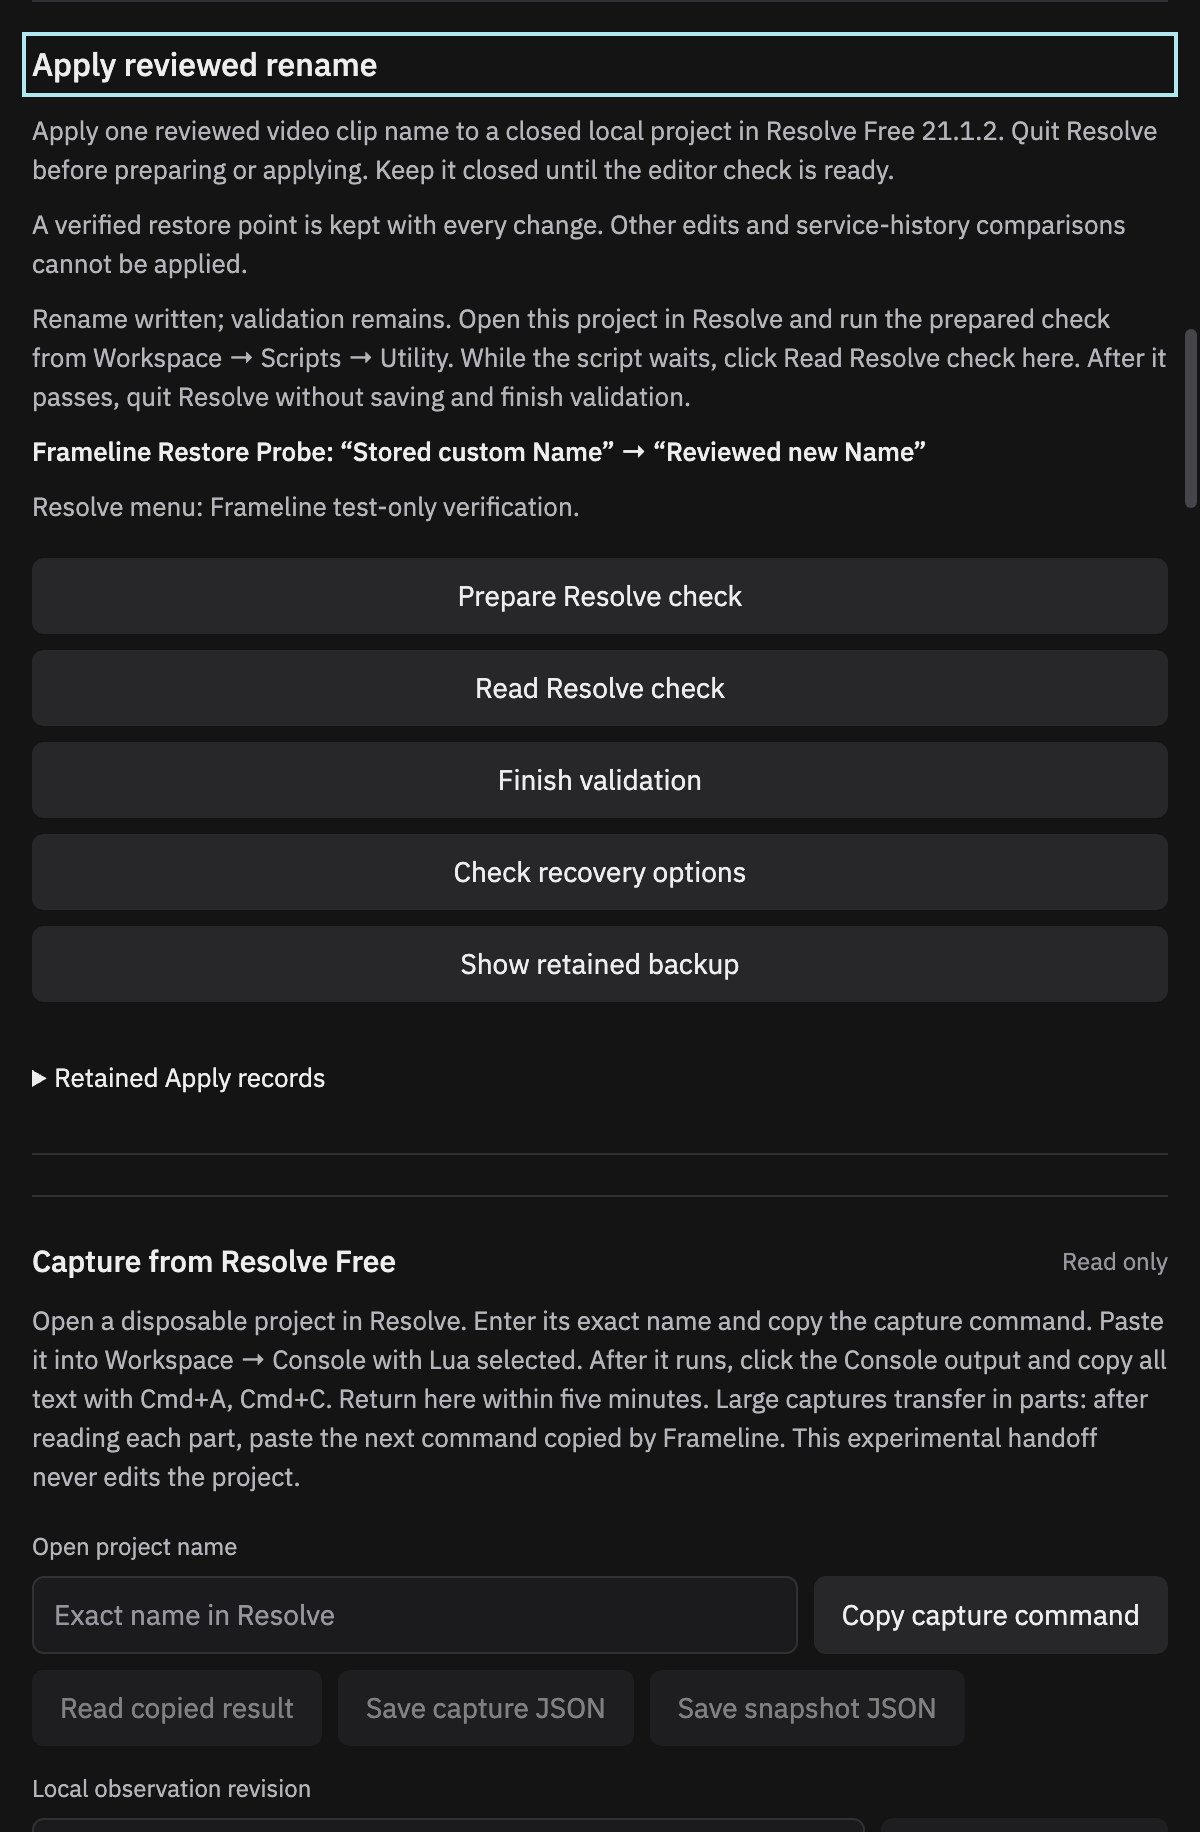 Apply reviewed rename
Apply one reviewed video clip name to a closed local project in Resolve Free 21.1.2. Quit Resolve
before preparing or applying. Keep it closed until the editor check is ready.
A verified restore point is kept with every change. Other edits and service-history comparisons
cannot be applied.
Rename written; validation remains. Open this project in Resolve and run the prepared check
from Workspace → Scripts → Utility. While the script waits, click Read Resolve check here. After it
passes, quit Resolve without saving and finish validation.
Frameline Restore Probe: “Stored custom Name” → “Reviewed new Name”
Resolve menu: Frameline test-only verification.
Prepare Resolve check
Read Resolve check
Finish validation
Check recovery options
Show retained backup
▶ Retained Apply records
Capture from Resolve Free
Read only
Open a disposable project in Resolve. Enter its exact name and copy the capture command. Paste
it into Workspace → Console with Lua selected. After it runs, click the Console output and copy all
text with Cmd+A, Cmd+C. Return here within five minutes. Large captures transfer in parts: after
reading each part, paste the next command copied by Frameline. This experimental handoff
never edits the project.
Open project name
Exact name in Resolve
Copy capture command
Read copied result
Save capture JSON
Save snapshot JSON
Local observation revision